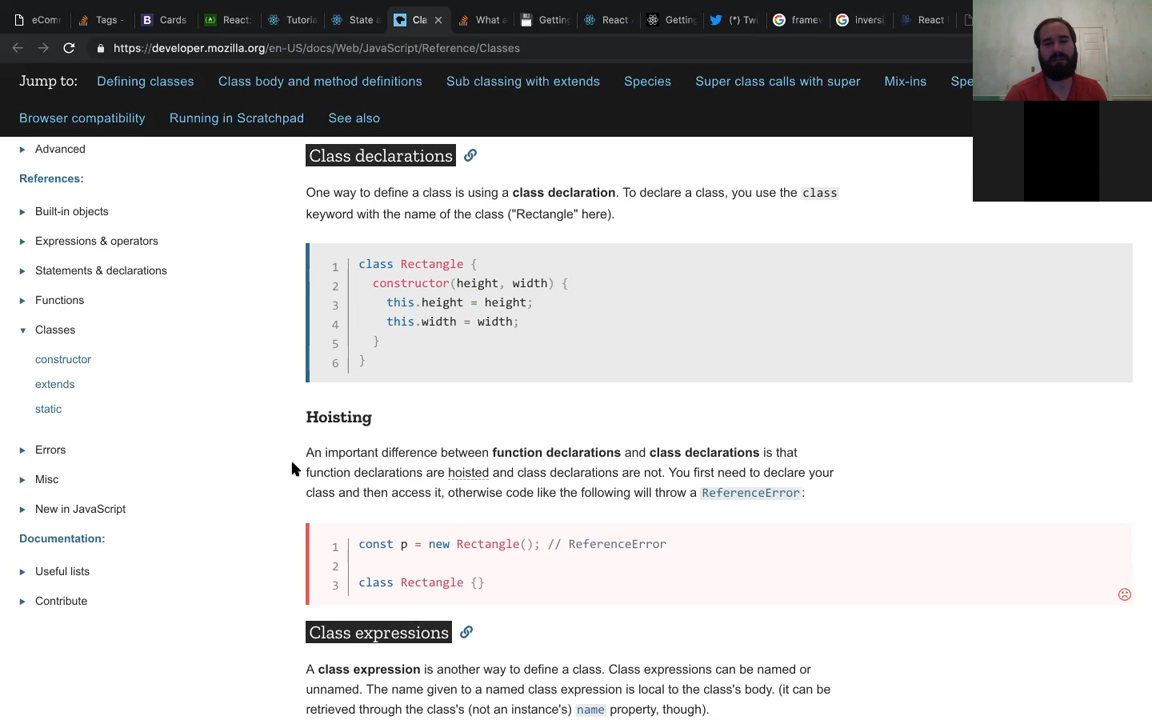 eCom
Tags -
Cards
React:
Tutoria
State a
Cla
What a
Getting
React
Getting
(*) Twi
framew
inversi
React I
https://developer.mozilla.org/en-US/docs/Web/JavaScript/Reference/Classes
Jump to: Defining classes Class body and method definitions Sub classing with extends Species Super class calls with super Mix-ins Spe
Browser compatibility Running in Scratchpad See also
Advanced
References:
Built-in objects
Expressions & operators
Statements & declarations
Functions
Classes
constructor
extends
static
Errors
Misc
New in JavaScript
Documentation:
Useful lists
Contribute
Class declarations
One way to define a class is using a class declaration. To declare a class, you use the class
keyword with the name of the class ("Rectangle" here).
1 class Rectangle {
2 constructor(height, width) {
3 this.height = height;
4 this.width = width;
5 }
6 }
Hoisting
An important difference between function declarations and class declarations is that
function declarations are hoisted and class declarations are not. You first need to declare your
class and then access it, otherwise code like the following will throw a ReferenceError:
1 const p = new Rectangle(); // ReferenceError
2
3 class Rectangle {}
Class expressions
A class expression is another way to define a class. Class expressions can be named or
unnamed. The name given to a named class expression is local to the class's body. (it can be
retrieved through the class's (not an instance's) name property, though).